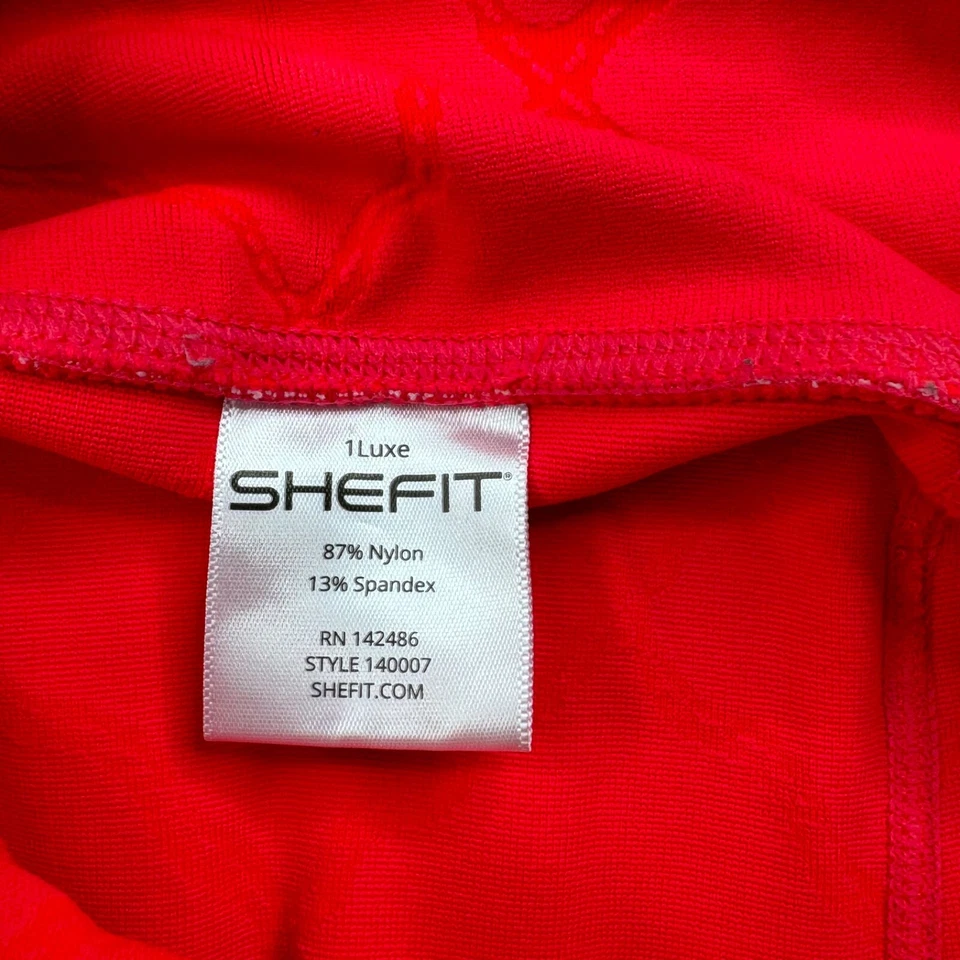 1Luxe
SHEFIT®
87% Nylon
13% Spandex
RN 142486
STYLE 140007
SHEFIT.COM